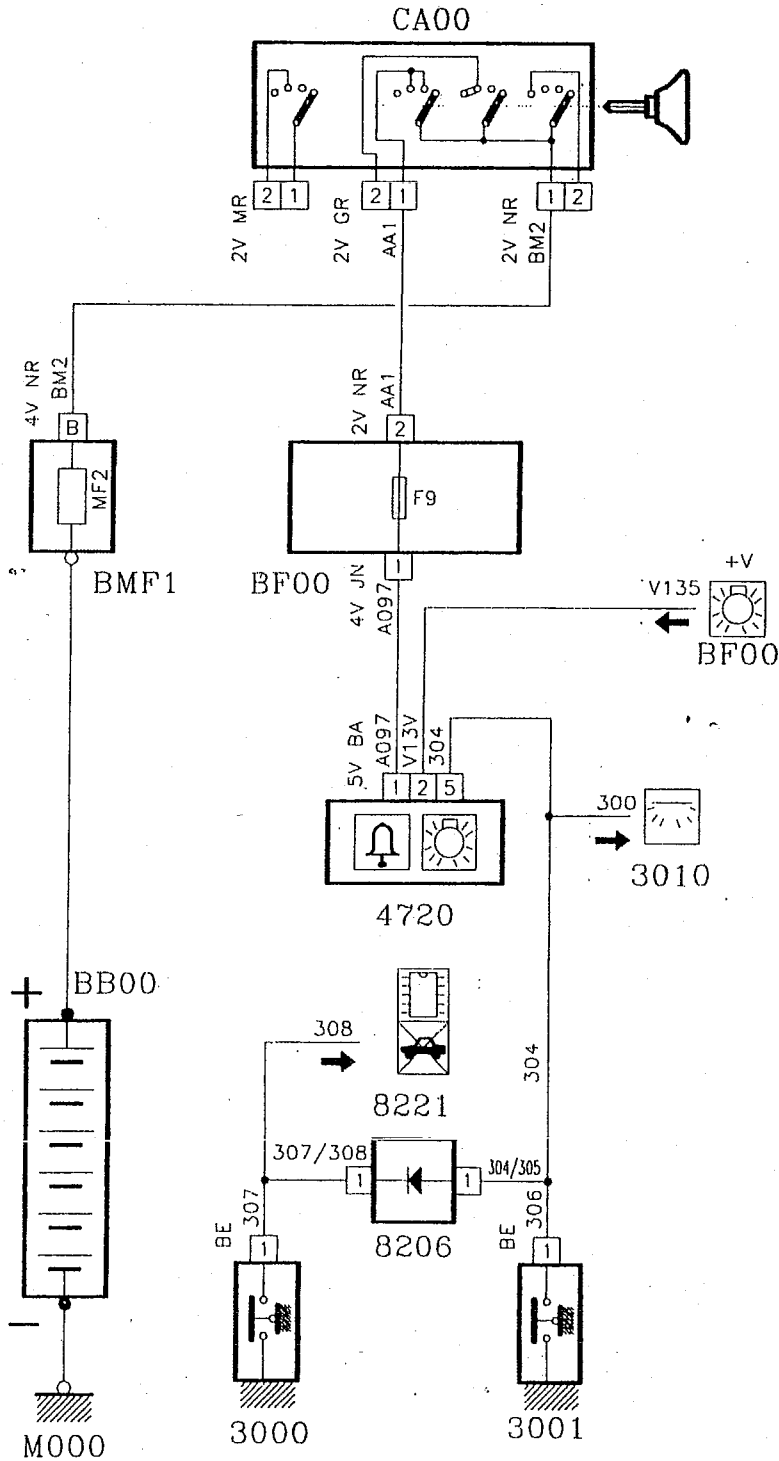 CA00
2 1 2 1 1 2
2V MR
2V GR
AA1
2V NR
BM2
4V NR
BM2
B
MF2
BMF1
2V NR
AA1
2
F9
1
BF00
4V JN
A097
+V
V135
BF00
5V BA
A097
V13V
304
1 2 5
4720
300
3010
+
BB00
−
M000
308
8221
304
307/308
1 1
304/305
8206
BE
307
1
3000
BE
306
1
3001